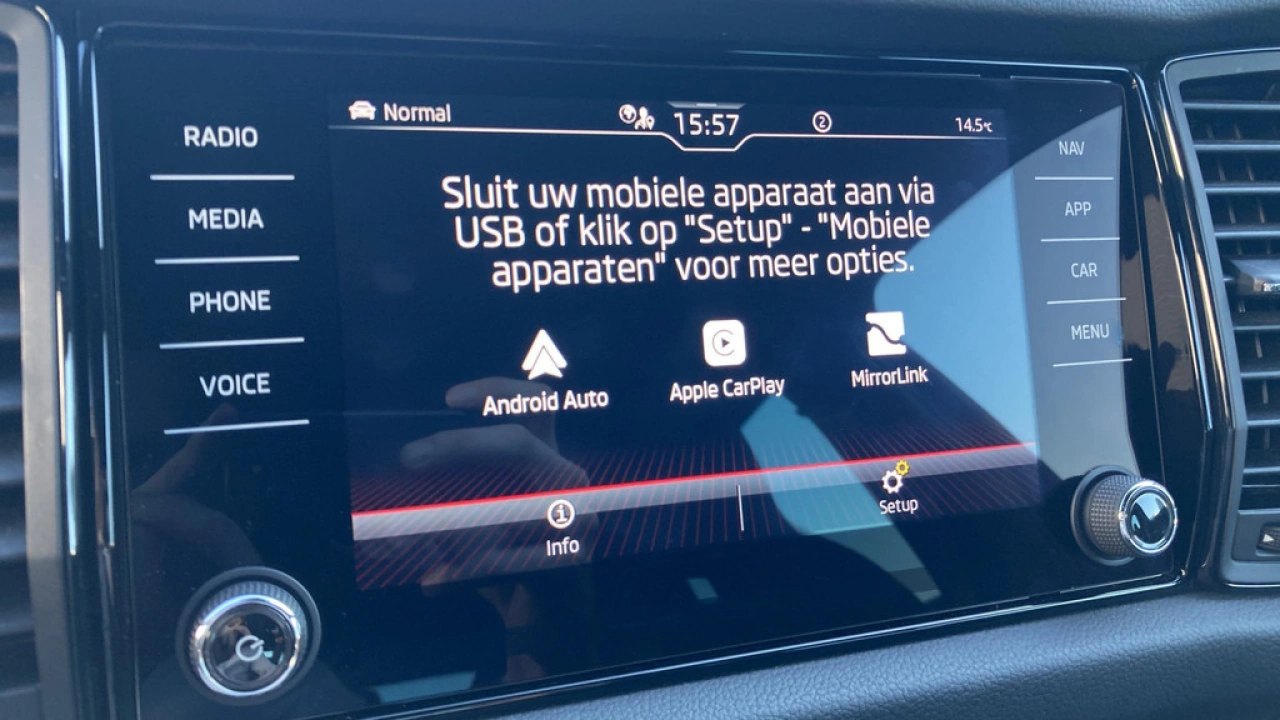 Normal
15:57
2
14.5°C
RADIO
MEDIA
PHONE
VOICE
Sluit uw mobiele apparaat aan via
USB of klik op "Setup" - "Mobiele
apparaten" voor meer opties.
Android Auto
Apple CarPlay
MirrorLink
Info
Setup
NAV
APP
CAR
MENU